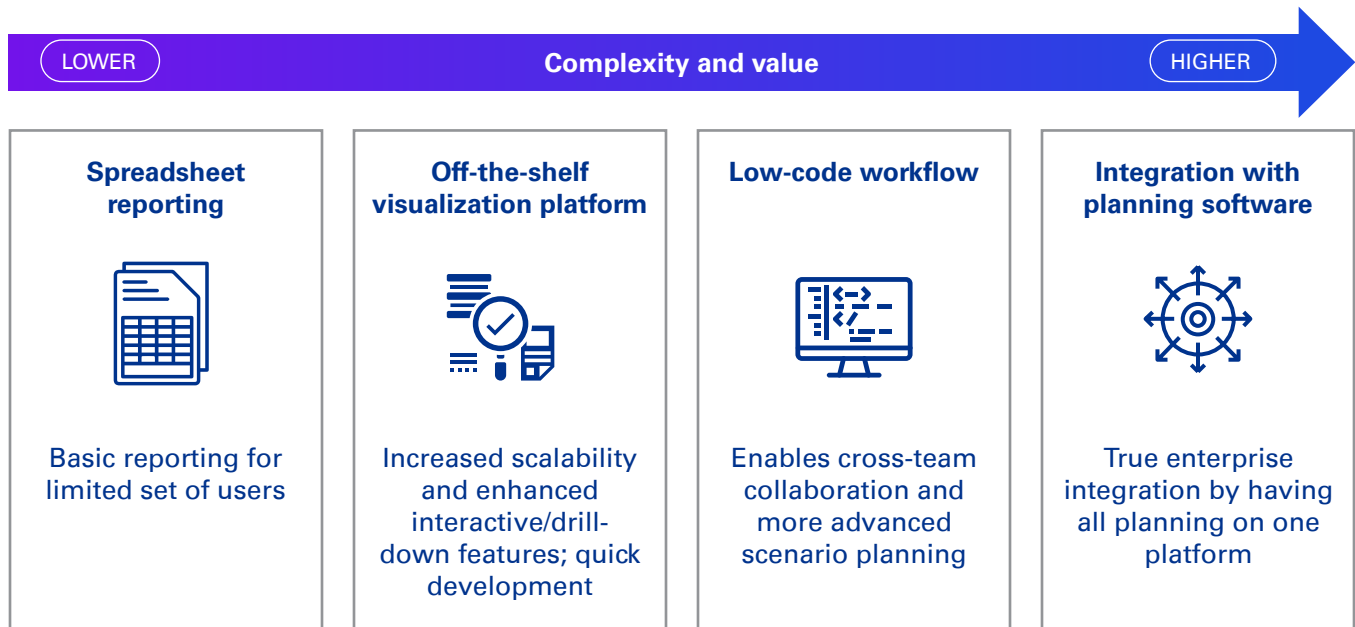 LOWER
Complexity and value
HIGHER
Spreadsheet
reporting
Basic reporting for
limited set of users
Off-the-shelf
visualization platform
Increased scalability
and enhanced
interactive/drill-
down features; quick
development
Low-code workflow
Enables cross-team
collaboration and
more advanced
scenario planning
Integration with
planning software
True enterprise
integration by having
all planning on one
platform